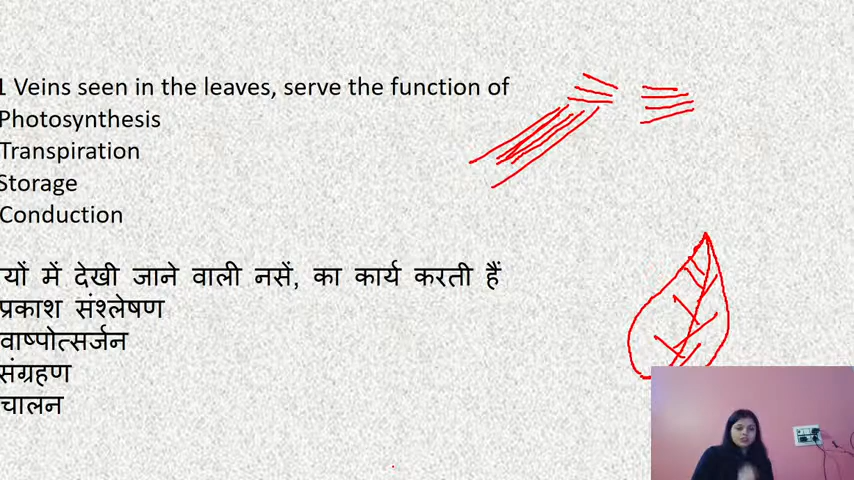 1 Veins seen in the leaves, serve the function of
Photosynthesis
Transpiration
Storage
Conduction
यों में देखी जाने वाली नसें, का कार्य करती हैं
प्रकाश संश्लेषण
वाष्पोत्सर्जन
संग्रहण
चालन